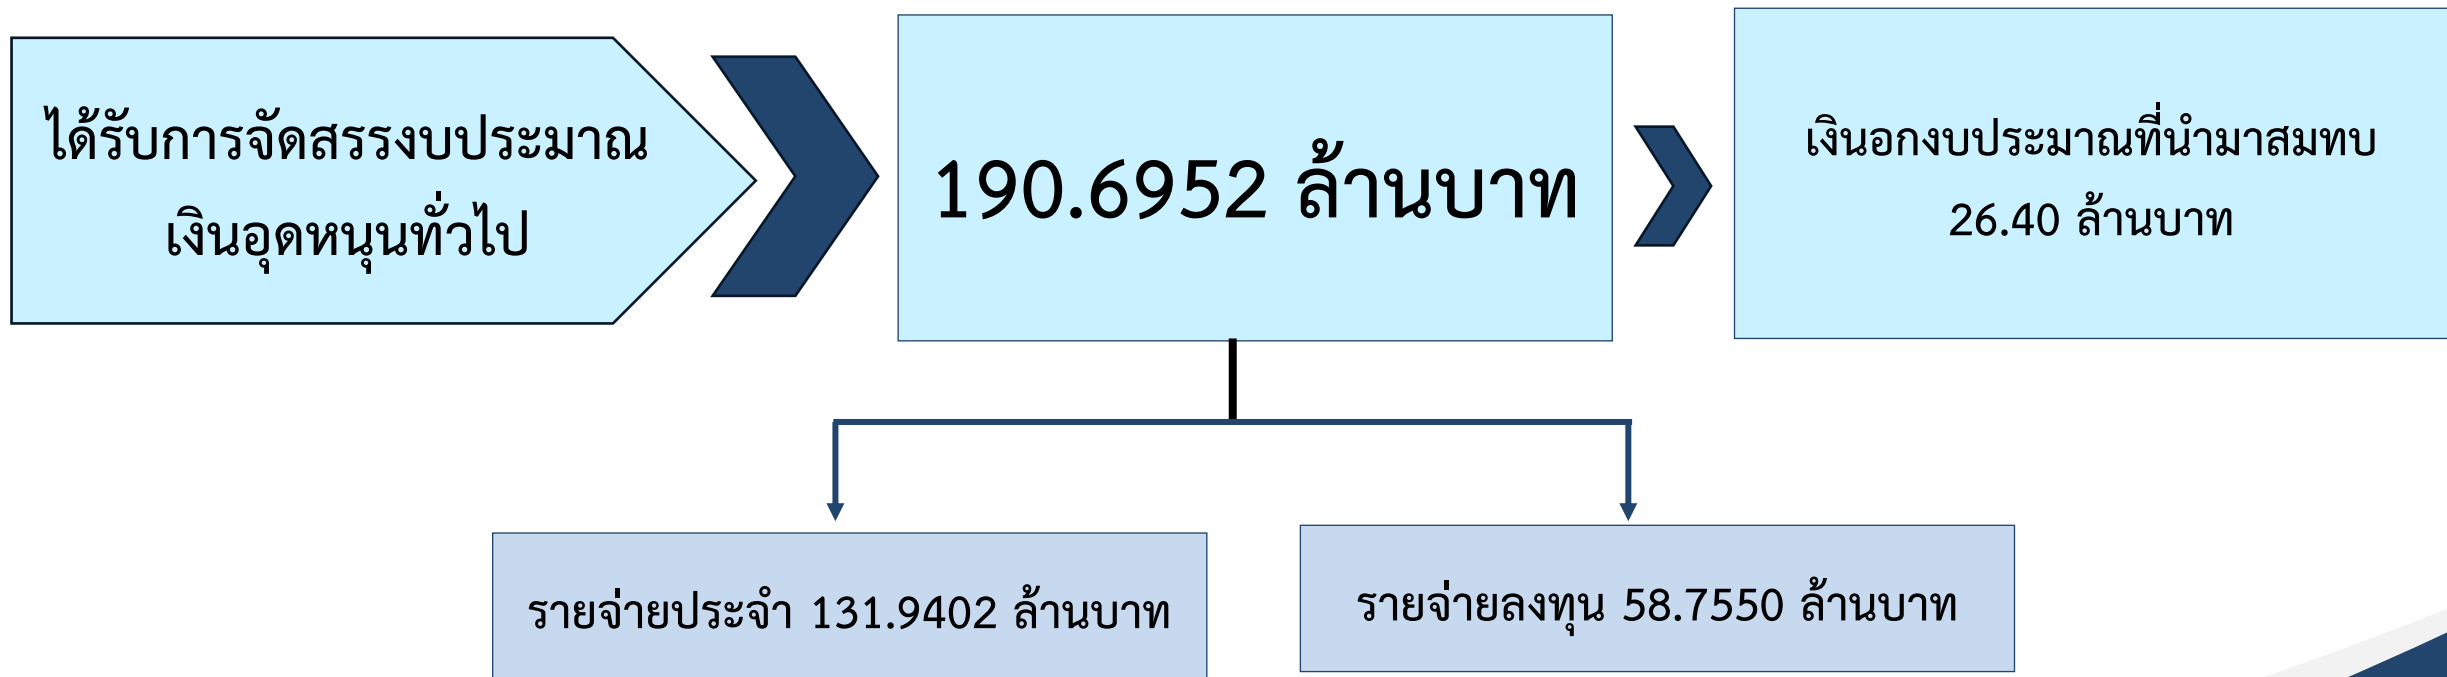 ได้รับการจัดสรรงบประมาณ
เงินอุดหนุนทั่วไป
190.6952 ล้านบาท
เงินอกงบประมาณที่นำมาสมทบ
26.40 ล้านบาท
รายจ่ายประจำ 131.9402 ล้านบาท
รายจ่ายลงทุน 58.7550 ล้านบาท